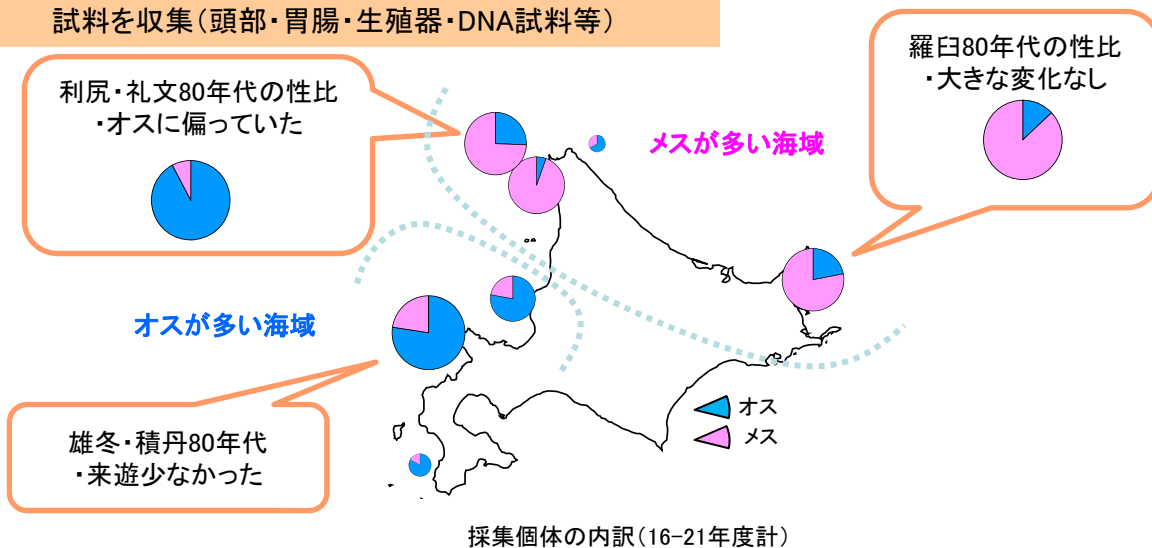 試料を収集(頭部・胃腸・生殖器・DNA試料等)
利尻・礼文80年代の性比
・オスに偏っていた
羅臼80年代の性比
・大きな変化なし
メスが多い海域
オスが多い海域
雄冬・積丹80年代
・来遊少なかった
オス
メス
採集個体の内訳(16-21年度計)